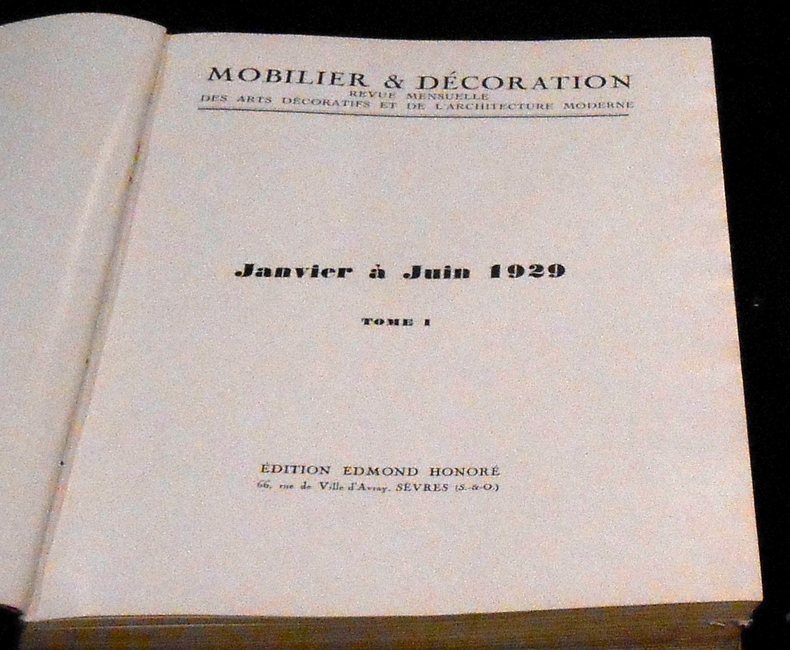 MOBILIER & DÉCORATION
REVUE MENSUELLE
DES ARTS DÉCORATIFS ET DE L'ARCHITECTURE MODERNE
Janvier à Juin 1929
TOME I
ÉDITION EDMOND HONORÉ
66, rue de Ville d'Avray, SÈVRES (S.-&-O.)